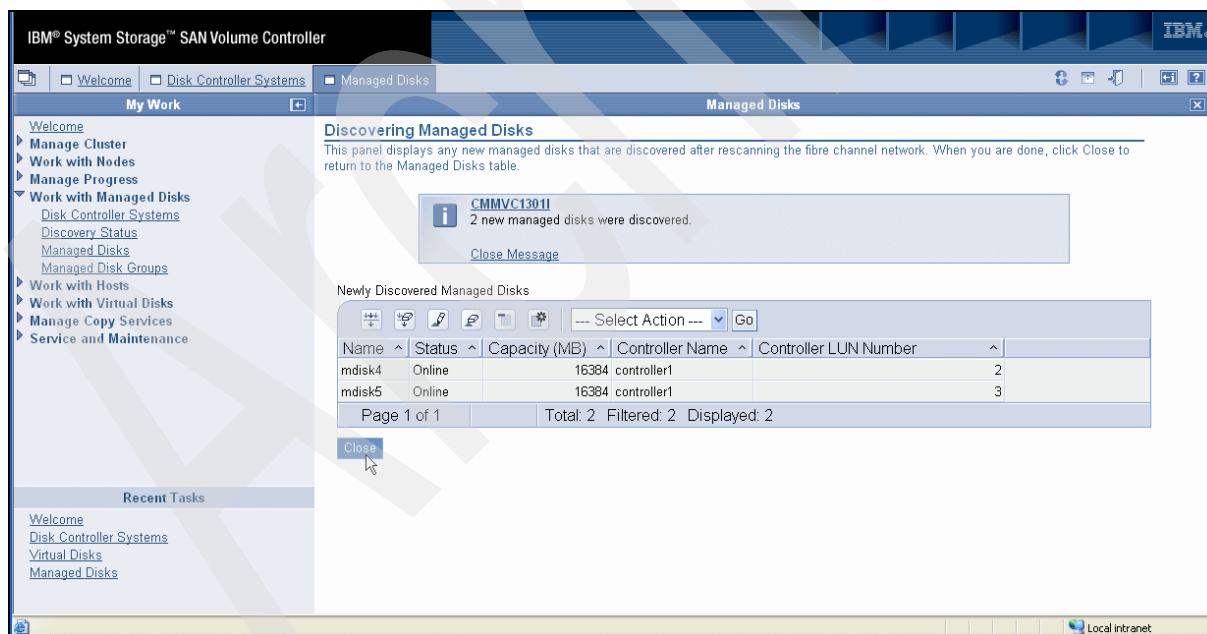 IBM® System Storage™ SAN Volume Controller
IBM®
Welcome
Disk Controller Systems
Managed Disks
My Work
Managed Disks
Welcome
Manage Cluster
Work with Nodes
Manage Progress
Work with Managed Disks
Disk Controller Systems
Discovery Status
Managed Disks
Managed Disk Groups
Work with Hosts
Work with Virtual Disks
Manage Copy Services
Service and Maintenance
Recent Tasks
Welcome
Disk Controller Systems
Virtual Disks
Managed Disks
Discovering Managed Disks
This panel displays any new managed disks that are discovered after rescanning the fibre channel network. When you are done, click Close to
return to the Managed Disks table.
CMMVC1301I
2 new managed disks were discovered.
Close Message
Newly Discovered Managed Disks
--- Select Action --- Go
Name Status Capacity (MB) Controller Name Controller LUN Number
mdisk4 Online 16384 controller1 2
mdisk5 Online 16384 controller1 3
Page 1 of 1 Total: 2 Filtered: 2 Displayed: 2
Close
Local intranet